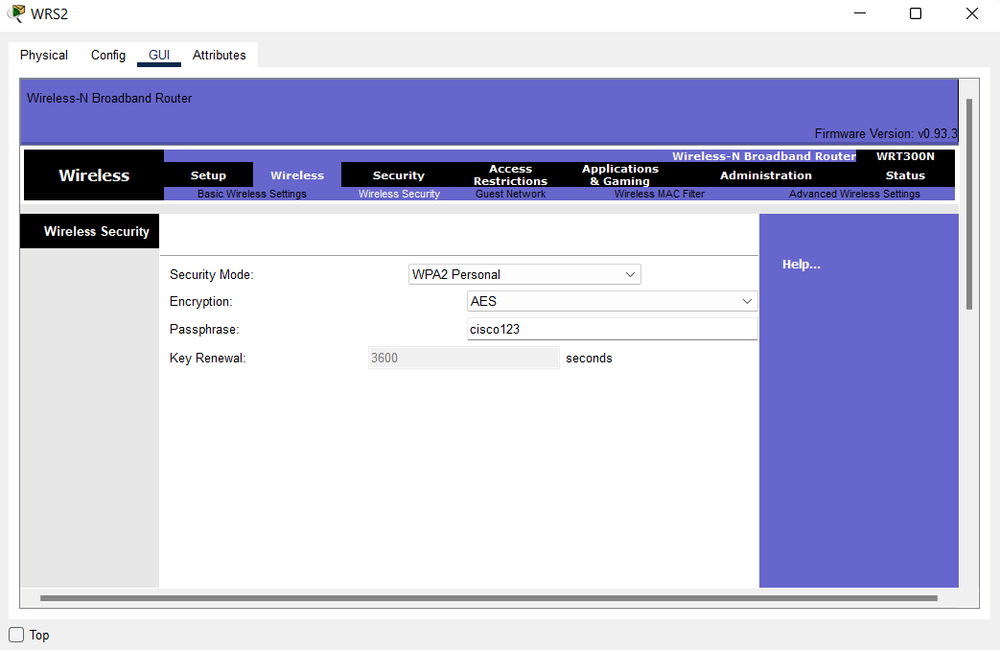 WRS2
Physical Config GUI Attributes
Wireless-N Broadband Router
Firmware Version: v0.93.3
Wireless-N Broadband Router WRT300N
Wireless Setup Wireless Security Access Restrictions Applications & Gaming Administration Status
Basic Wireless Settings Wireless Security Guest Network Wireless MAC Filter Advanced Wireless Settings
Wireless Security
Help...
Security Mode: WPA2 Personal
Encryption: AES
Passphrase: cisco123
Key Renewal: 3600 seconds
Top